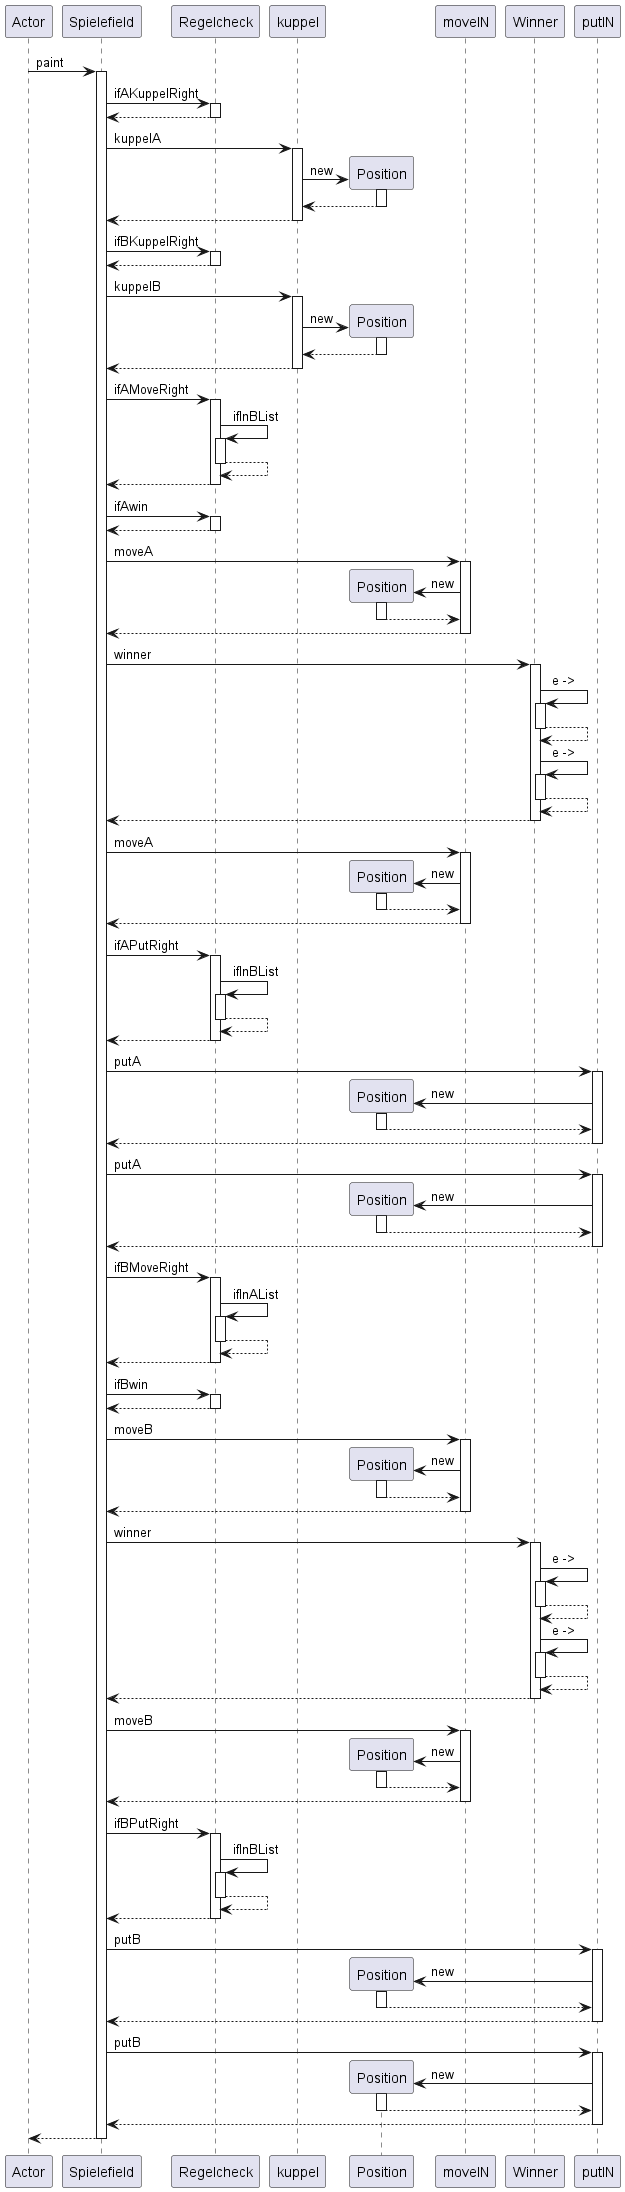 Actor Spielefield Regelcheck kuppel moveIN Winner putIN
paint
ifAKuppelRight
kuppelA
new
Position
ifBKuppelRight
kuppelB
new
Position
ifAMoveRight
ifInBList
ifAwin
moveA
new
Position
winner
e ->
e ->
moveA
new
Position
ifAPutRight
ifInBList
putA
new
Position
putA
new
Position
ifBMoveRight
ifInAList
ifBwin
moveB
new
Position
winner
e ->
e ->
moveB
new
Position
ifBPutRight
ifInBList
putB
new
Position
putB
new
Position
Actor Spielefield Regelcheck kuppel Position moveIN Winner putIN